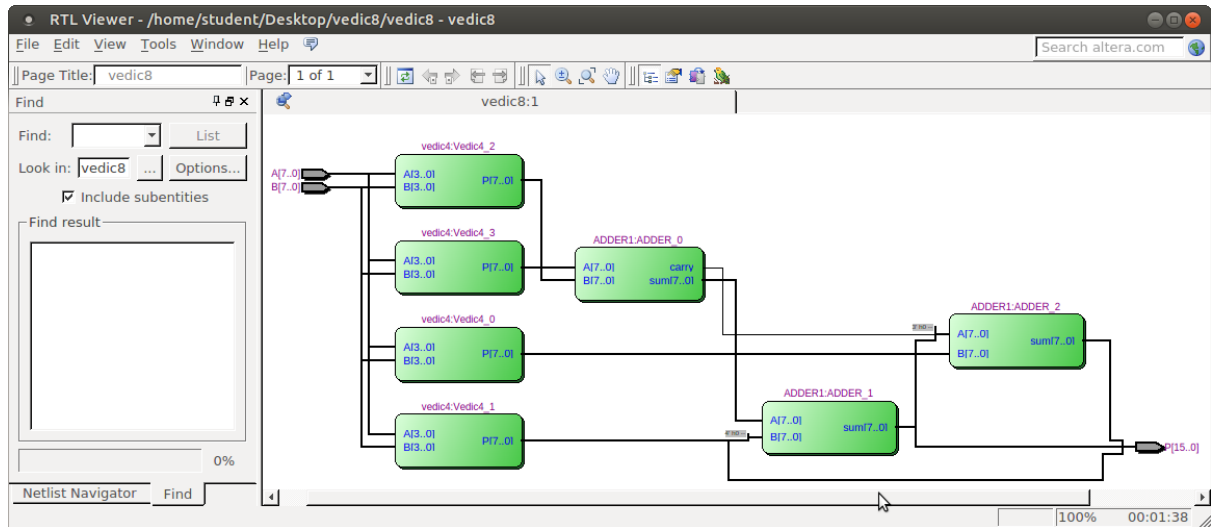 RTL Viewer - /home/student/Desktop/vedic8/vedic8 - vedic8
File Edit View Tools Window Help
Search altera.com
Page Title: vedic8
Page: 1 of 1
Find
vedic8:1
Find:
List
Look in: vedic8 ... Options...
Include subentities
Find result
0%
Netlist Navigator Find
A[7..0]
B[7..0]
vedic4:Vedic4_2
A[3..0]
B[3..0]
P[7..0]
vedic4:Vedic4_3
A[3..0]
B[3..0]
P[7..0]
ADDER1:ADDER_0
A[7..0] carry
B[7..0] sum[7..0]
vedic4:Vedic4_0
A[3..0]
B[3..0]
P[7..0]
ADDER1:ADDER_2
A[7..0]
B[7..0]
sum[7..0]
vedic4:Vedic4_1
A[3..0]
B[3..0]
P[7..0]
ADDER1:ADDER_1
A[7..0]
B[7..0]
sum[7..0]
P[15..0]
100% 00:01:38